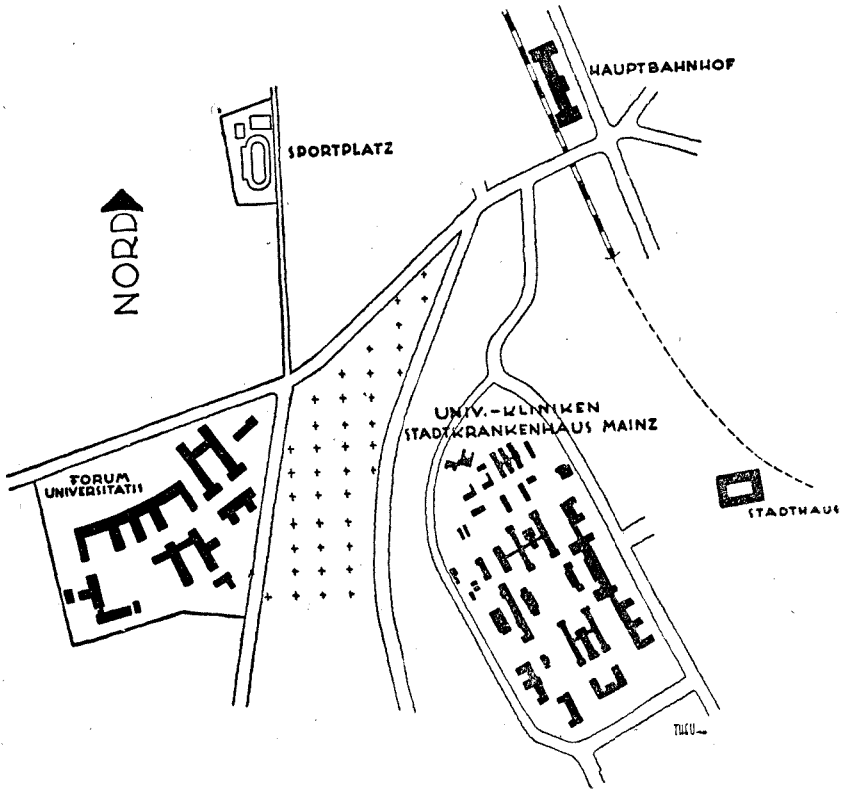 HAUPTBAHNHOF
SPORTPLATZ
NORD
UNIV.-KLINIKEN
STADTKRANKENHAUS MAINZ
FORUM
UNIVERSITATIS
STADTHAUS